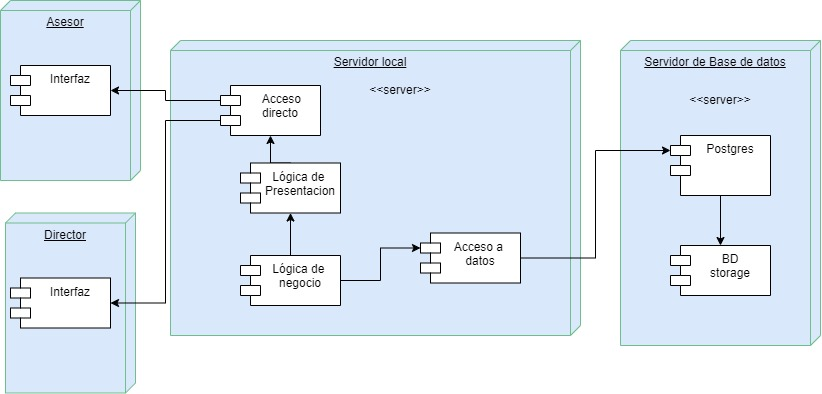 Asesor
Interfaz
Director
Interfaz
Servidor local
<<server>>
Acceso
directo
Lógica de
Presentacion
Lógica de
negocio
Acceso a
datos
Servidor de Base de datos
<<server>>
Postgres
BD
storage